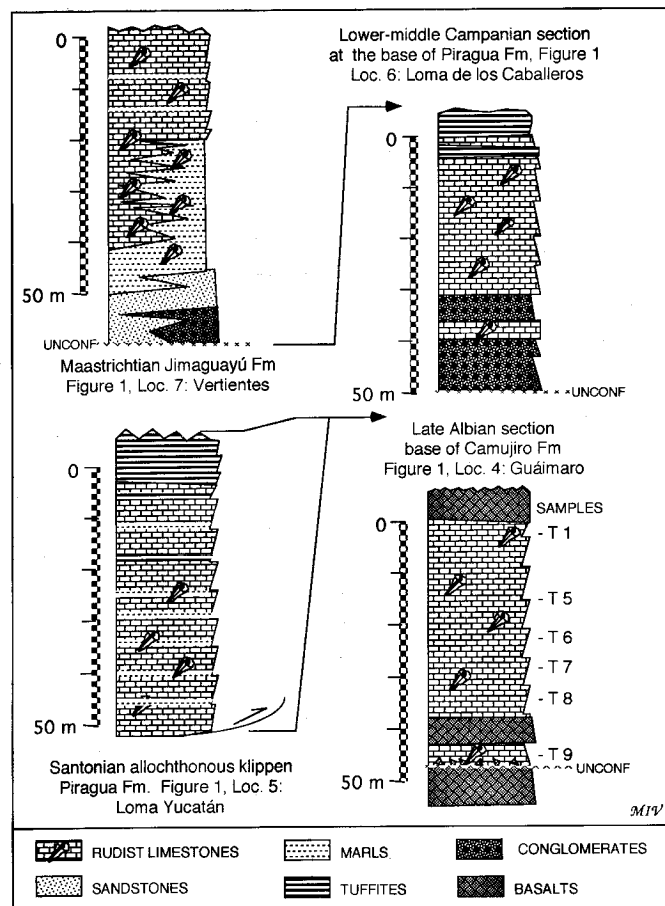 0
50 m
UNCONF
Maastrichtian Jimaguayú Fm
Figure 1, Loc. 7: Vertientes
Lower-middle Campanian section
at the base of Piragua Fm, Figure 1
Loc. 6: Loma de los Caballeros
0
50 m
UNCONF
0
50 m
Santonian allochthonous klippen
Piragua Fm. Figure 1, Loc. 5:
Loma Yucatán
Late Albian section
base of Camujiro Fm
Figure 1, Loc. 4: Guáimaro
SAMPLES
0
- T 1
- T 5
- T 6
- T 7
- T 8
- T 9
UNCONF
50 m
MIV
RUDIST LIMESTONES
MARLS
CONGLOMERATES
SANDSTONES
TUFFITES
BASALTS